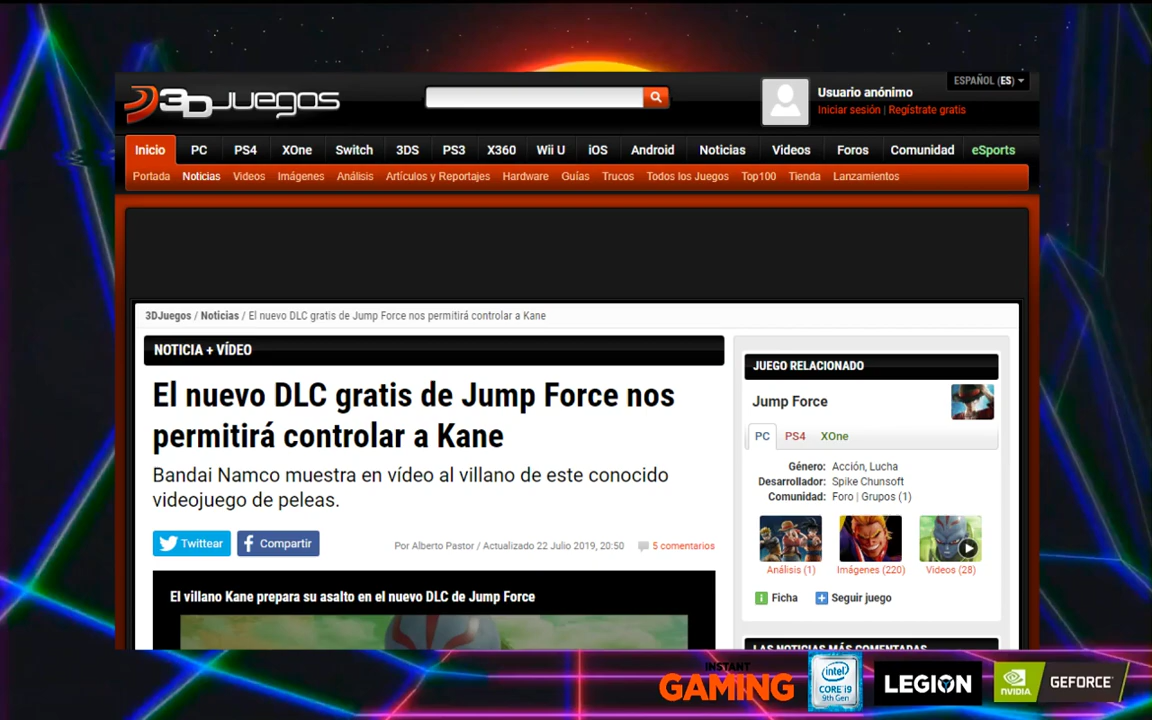 3DJUEGOS
ESPAÑOL (ES)
Usuario anónimo
Iniciar sesión | Regístrate gratis
Inicio PC PS4 XOne Switch 3DS PS3 X360 Wii U iOS Android Noticias Videos Foros Comunidad eSports
Portada Noticias Videos Imágenes Análisis Artículos y Reportajes Hardware Guías Trucos Todos los Juegos Top100 Tienda Lanzamientos
3DJuegos / Noticias / El nuevo DLC gratis de Jump Force nos permitirá controlar a Kane
NOTICIA + VÍDEO
El nuevo DLC gratis de Jump Force nos
permitirá controlar a Kane
Bandai Namco muestra en vídeo al villano de este conocido
videojuego de peleas.
Twittear Compartir
Por Alberto Pastor / Actualizado 22 Julio 2019, 20:50 5 comentarios
El villano Kane prepara su asalto en el nuevo DLC de Jump Force
JUEGO RELACIONADO
Jump Force
PC PS4 XOne
Género: Acción, Lucha
Desarrollador: Spike Chunsoft
Comunidad: Foro | Grupos (1)
Análisis (1) Imágenes (220) Videos (28)
Ficha Seguir juego
LAS NOTICIAS MÁS COMENTADAS
INSTANT
GAMING
intel
CORE i9
9th Gen
LEGION
NVIDIA
GEFORCE